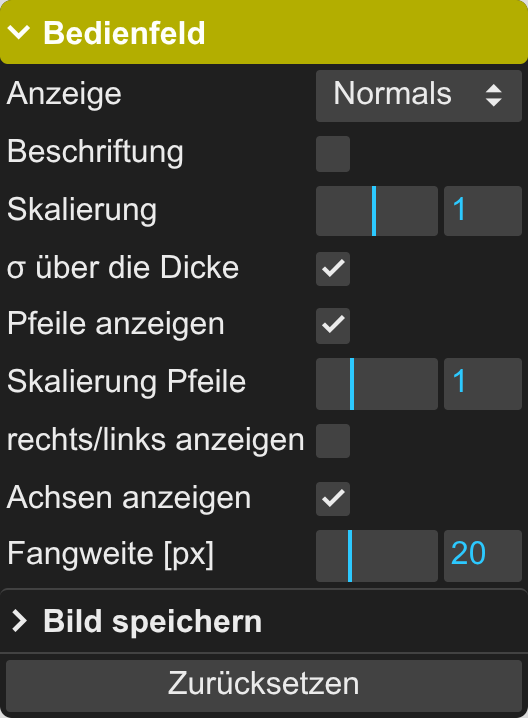 Bedienfeld
Anzeige Normals
Beschriftung
Skalierung 1
σ über die Dicke
Pfeile anzeigen
Skalierung Pfeile 1
rechts/links anzeigen
Achsen anzeigen
Fangweite [px] 20
Bild speichern
Zurücksetzen